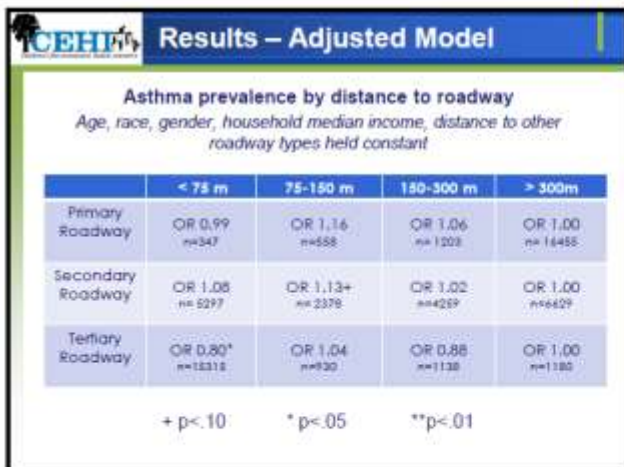 CEHI
Results – Adjusted Model
Asthma prevalence by distance to roadway
Age, race, gender, household median income, distance to other
roadway types held constant
< 75 m 75-150 m 150-300 m > 300m
Primary Roadway OR 0.99 OR 1.16 OR 1.06 OR 1.00
n=347 n=558 n= 1203 n= 16455
Secondary Roadway OR 1.08 OR 1.13+ OR 1.02 OR 1.00
n= 5297 n= 2378 n=4259 n=6629
Tertiary Roadway OR 0.80* OR 1.04 OR 0.88 OR 1.00
n=15315 n=930 n=1138 n=1180
+ p<.10 * p<.05 **p<.01